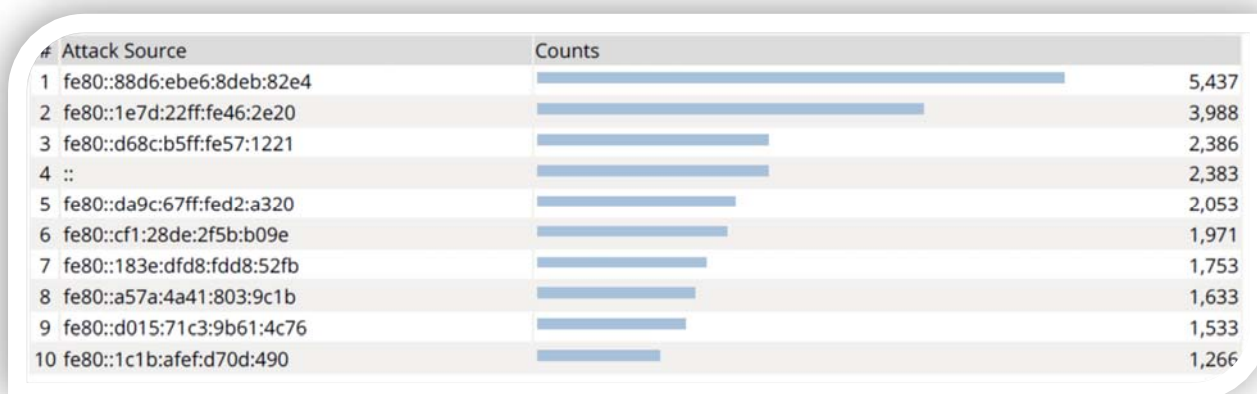 # Attack Source Counts
1 fe80::88d6:ebe6:8deb:82e4 5,437
2 fe80::1e7d:22ff:fe46:2e20 3,988
3 fe80::d68c:b5ff:fe57:1221 2,386
4 :: 2,383
5 fe80::da9c:67ff:fed2:a320 2,053
6 fe80::cf1:28de:2f5b:b09e 1,971
7 fe80::183e:dfd8:fdd8:52fb 1,753
8 fe80::a57a:4a41:803:9c1b 1,633
9 fe80::d015:71c3:9b61:4c76 1,533
10 fe80::1c1b:afef:d70d:490 1,266